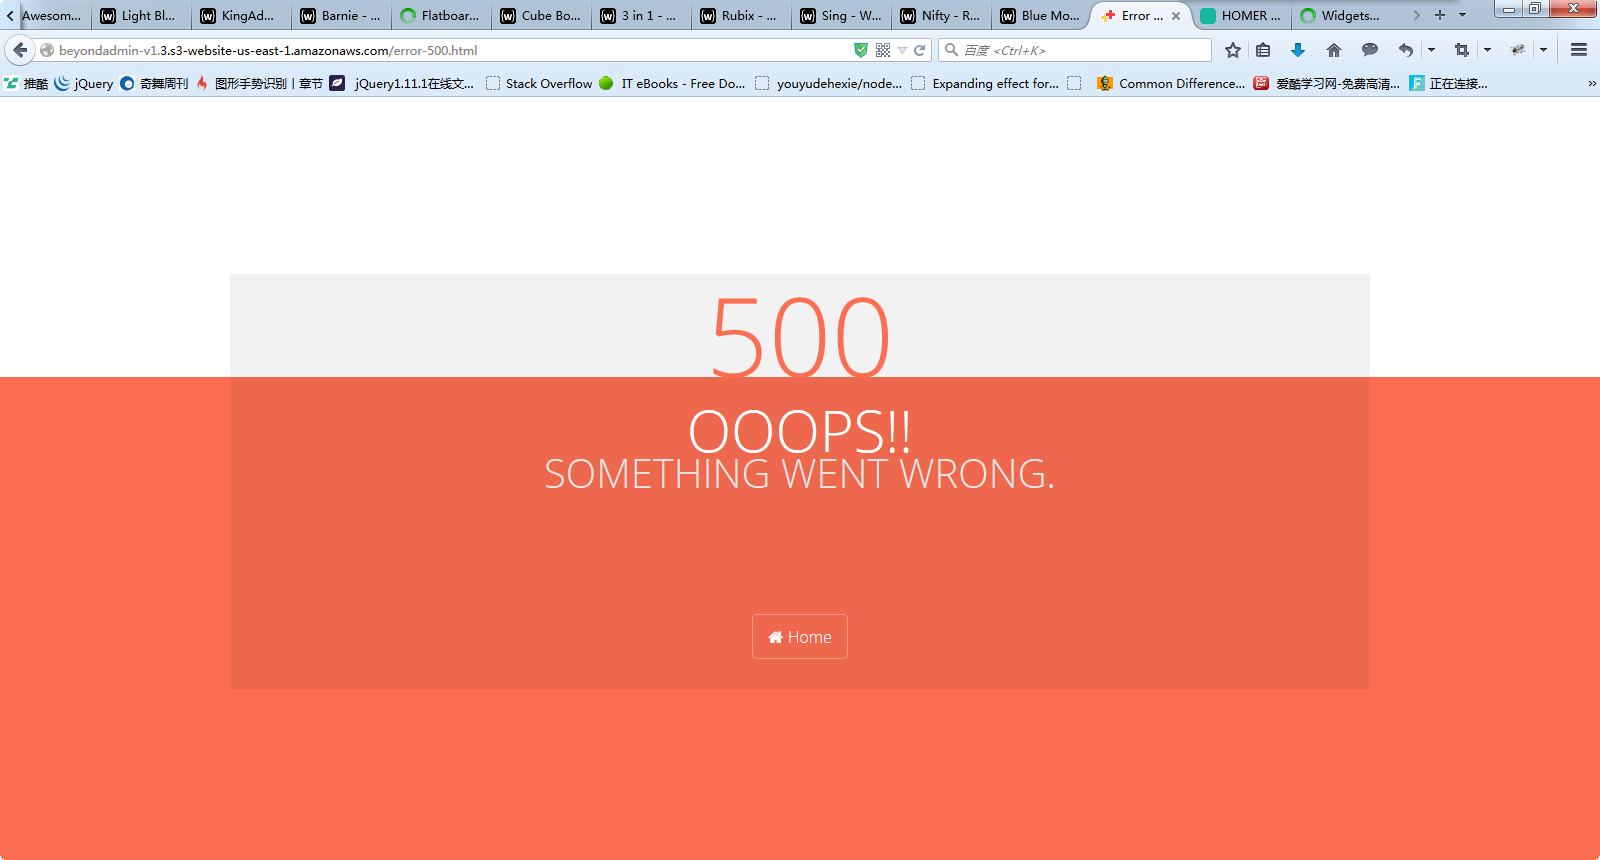 Awesom...
Light Bl...
KingAd...
Barnie - ...
Flatboar...
Cube Bo...
3 in 1 - ...
Rubix - ...
Sing - W...
Nifty - R...
Blue Mo...
Error ...
HOMER ...
Widgets...
beyondadmin-v1.3.s3-website-us-east-1.amazonaws.com/error-500.html
百度 <Ctrl+K>
推酷
jQuery
奇舞周刊
图形手势识别丨章节
jQuery1.11.1在线文...
Stack Overflow
IT eBooks - Free Do...
youyudehexie/node...
Expanding effect for...
Common Difference...
爱酷学习网-免费高清...
正在连接...
500
OOOPS!!
SOMETHING WENT WRONG.
Home